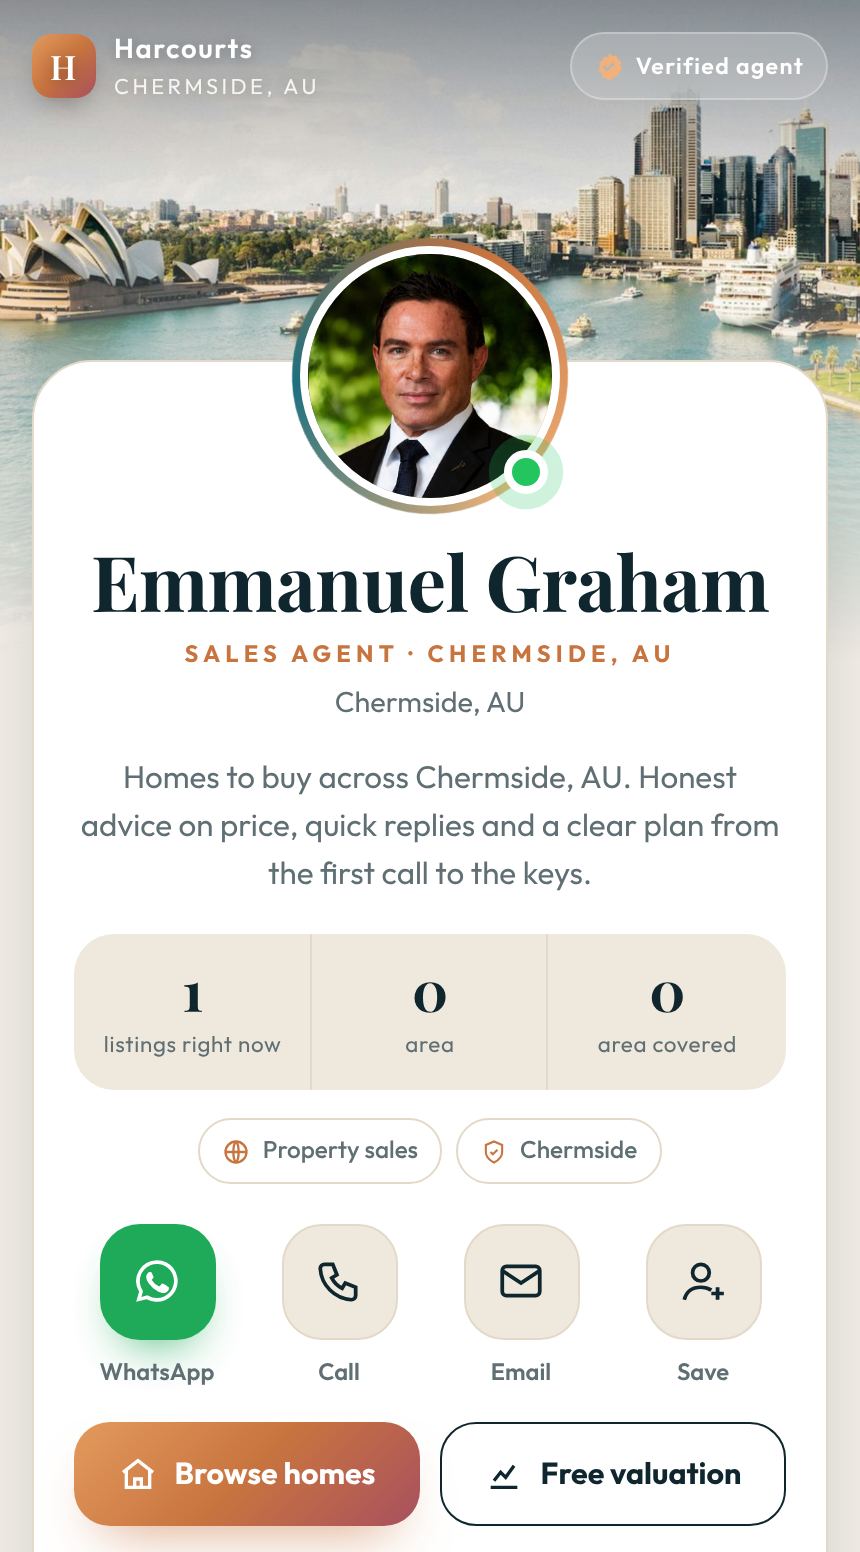 H
Harcourts
CHERMSIDE, AU
Verified agent
Emmanuel Graham
SALES AGENT · CHERMSIDE, AU
Chermside, AU
Homes to buy across Chermside, AU. Honest
advice on price, quick replies and a clear plan from
the first call to the keys.
1
listings right now
0
area
0
area covered
Property sales
Chermside
WhatsApp
Call
Email
Save
Browse homes
Free valuation